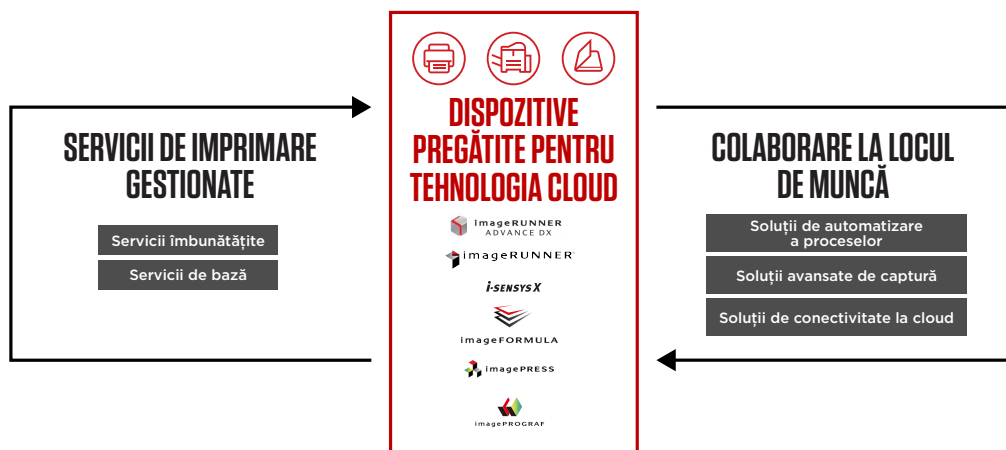 SERVICII DE IMPRIMARE
GESTIONATE
Servicii îmbunătățite
Servicii de bază
DISPOZITIVE
PREGĂTITE PENTRU
TEHNOLOGIA CLOUD
imageRUNNER
ADVANCE DX
imageRUNNER
i-SENSYS X
imageFORMULA
imagePRESS
imagePROGRAF
COLABORARE LA LOCUL
DE MUNCĂ
Soluții de automatizare
a proceselor
Soluții avansate de captură
Soluții de conectivitate la cloud